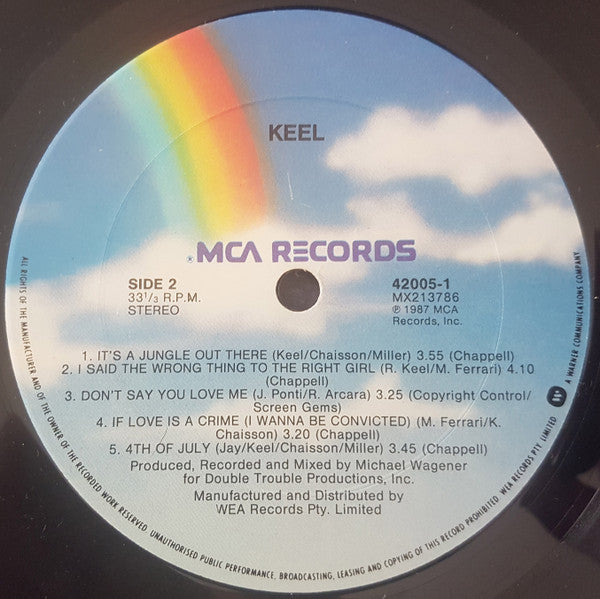 KEEL
*MCA RECORDS
SIDE 2
33 1/3 R.P.M.
STEREO
42005-1
MX213786
℗ 1987 MCA
Records, Inc.
1. IT'S A JUNGLE OUT THERE (Keel/Chaisson/Miller) 3.55 (Chappell)
2. I SAID THE WRONG THING TO THE RIGHT GIRL (R. Keel/M. Ferrari) 4.10
(Chappell)
3. DON'T SAY YOU LOVE ME (J. Ponti/R. Arcara) 3.25 (Copyright Control/
Screen Gems)
4. IF LOVE IS A CRIME (I WANNA BE CONVICTED) (M. Ferrari/K.
Chaisson) 3.20 (Chappell)
5. 4TH OF JULY (Jay/Keel/Chaisson/Miller) 3.45 (Chappell)
Produced, Recorded and Mixed by Michael Wagener
for Double Trouble Productions, Inc.
Manufactured and Distributed by
WEA Records Pty. Limited
ALL RIGHTS OF THE MANUFACTURER AND OF THE OWNER OF THE RECORDED WORK RESERVED. UNAUTHORISED PUBLIC PERFORMANCE, BROADCASTING, LEASING AND COPYING OF THIS RECORD PROHIBITED. WEA RECORDS PTY. LIMITED
A WARNER COMMUNICATIONS COMPANY